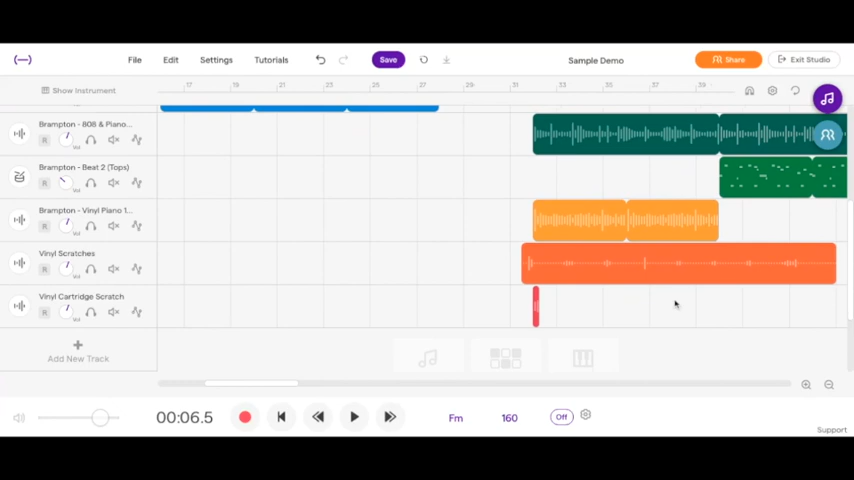 File Edit Settings Tutorials Save Sample Demo Share Exit Studio
Show Instrument 17 19 21 23 25 27 29 31 33 35 37 39
Brampton - 808 & Piano...
R Vol
Brampton - Beat 2 (Tops)
R Vol
Brampton - Vinyl Piano 1...
R Vol
Vinyl Scratches
R Vol
Vinyl Cartridge Scratch
R Vol
Add New Track
00:06.5 Fm 160 Off
Support